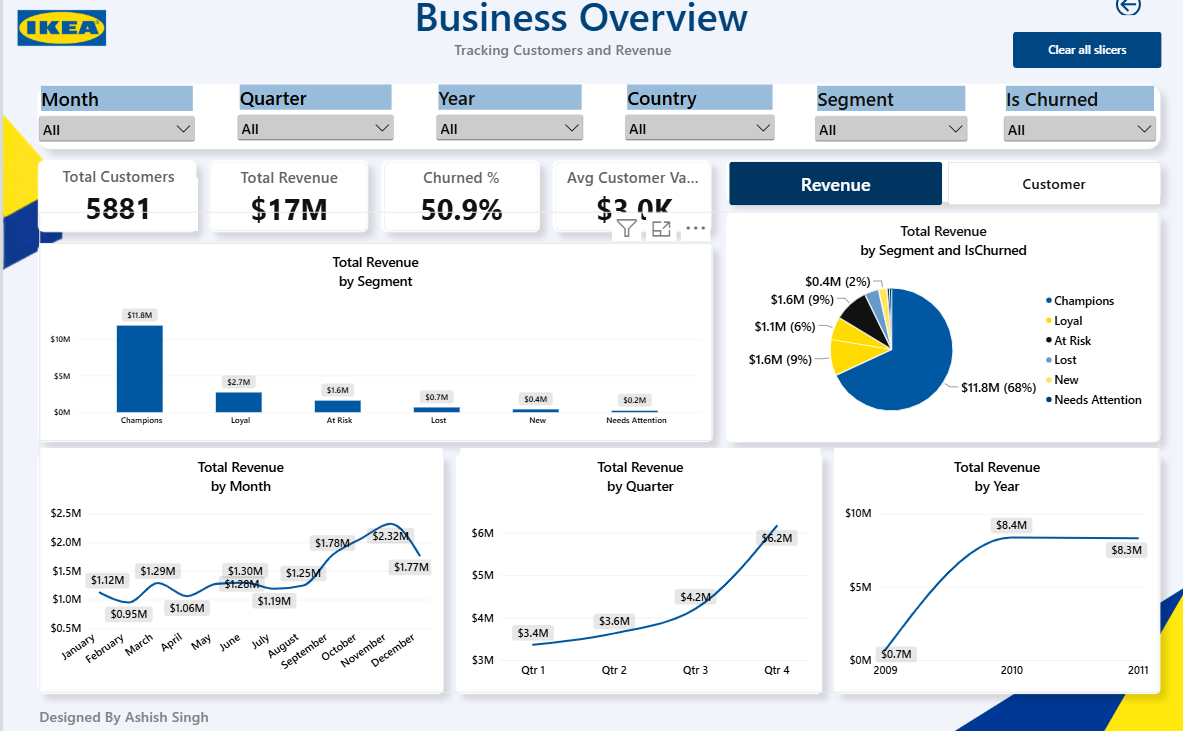 IKEA
Business Overview
Tracking Customers and Revenue
Clear all slicers
Month
Quarter
Year
Country
Segment
Is Churned
All
All
All
All
All
All
Total Customers
5881
Total Revenue
$17M
Churned %
50.9%
Avg Customer Va...
$3.0K
Revenue
Customer
Total Revenue
by Segment
$10M
$5M
$0M
$11.8M
$2.7M
$1.6M
$0.7M
$0.4M
$0.2M
Champions
Loyal
At Risk
Lost
New
Needs Attention
Total Revenue
by Segment and IsChurned
$0.4M (2%)
$1.6M (9%)
$1.1M (6%)
$1.6M (9%)
$11.8M (68%)
Champions
Loyal
At Risk
Lost
New
Needs Attention
Total Revenue
by Month
$2.5M
$2.0M
$1.5M
$1.0M
$0.5M
$1.12M
$0.95M
$1.29M
$1.06M
$1.30M
$1.28M
$1.19M
$1.25M
$1.78M
$2.32M
$1.77M
January
February
March
April
May
June
July
August
September
October
November
December
Total Revenue
by Quarter
$6M
$5M
$4M
$3M
$3.4M
$3.6M
$4.2M
$6.2M
Qtr 1
Qtr 2
Qtr 3
Qtr 4
Total Revenue
by Year
$10M
$5M
$0M
$0.7M
$8.4M
$8.3M
2009
2010
2011
Designed By Ashish Singh